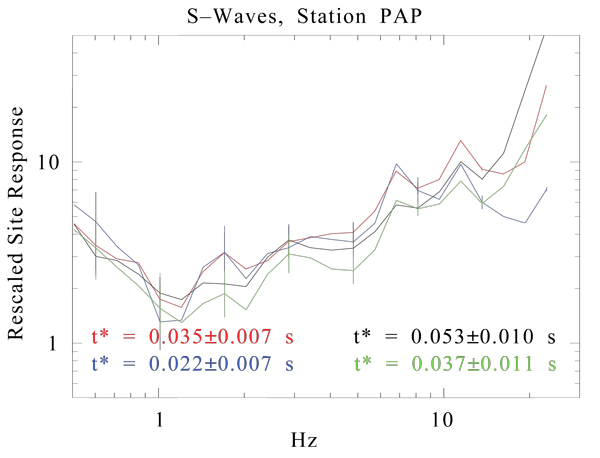 S–Waves, Station PAP
Rescaled Site Response
10
1
t* = 0.035±0.007 s
t* = 0.053±0.010 s
t* = 0.022±0.007 s
t* = 0.037±0.011 s
1
10
Hz